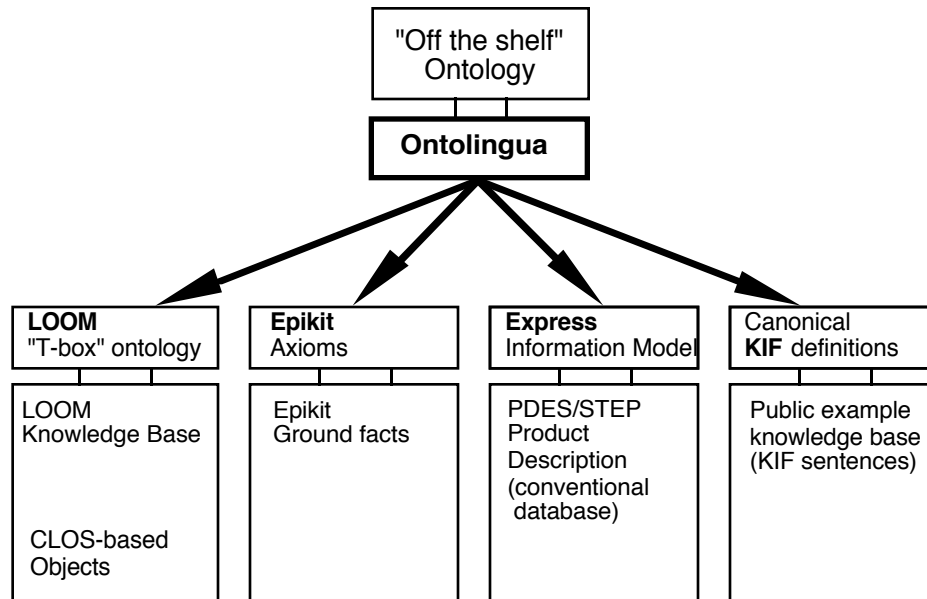 "Off the shelf"
Ontology
Ontolingua
LOOM
"T-box" ontology
Epikit
Axioms
Express
Information Model
Canonical
KIF definitions
LOOM
Knowledge Base
CLOS-based
Objects
Epikit
Ground facts
PDES/STEP
Product
Description
(conventional
database)
Public example
knowledge base
(KIF sentences)